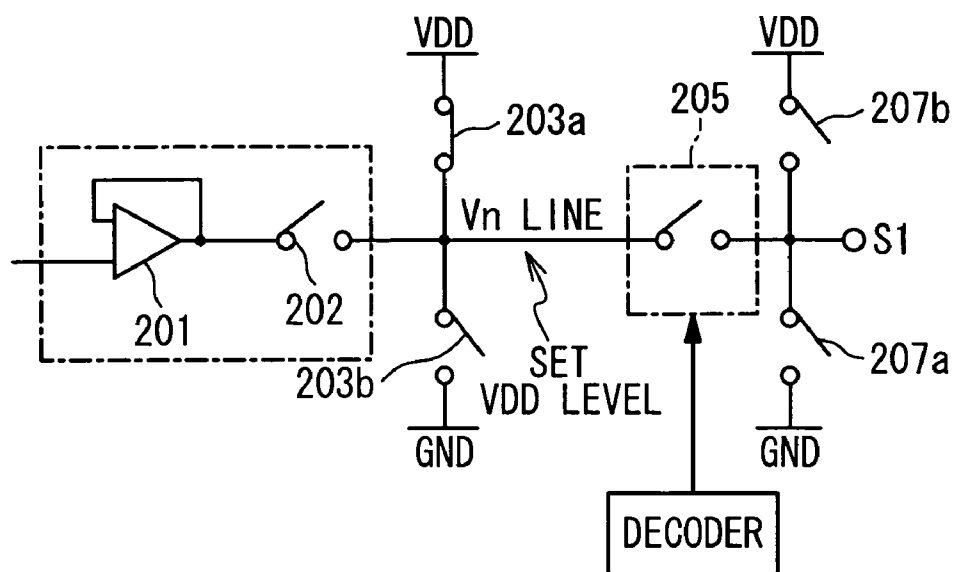 VDD
VDD
205
203a
207b
Vn LINE
S1
201
202
203b
SET
VDD LEVEL
207a
GND
GND
DECODER